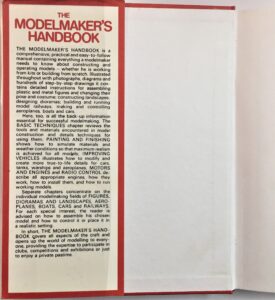 THE
MODELMAKER'S
HANDBOOK
THE MODELMAKER'S HANDBOOK is a
comprehensive, practical and easy-to-follow
manual containing everything a modelmaker
needs to know about constructing and
operating models – whether he is working
from kits or building from scratch. Illustrated
throughout with photographs, diagrams and
hundreds of step-by-step drawings it con-
tains detailed instructions for assembling
plastic and metal figures and changing their
pose and costume; constructing landscapes;
designing dioramas; building and running
model railways; making and controlling
aeroplanes, boats and cars.
Here, too, is all the back-up information
essential for successful modelmaking. The
BASIC TECHNIQUES chapter reviews the
tools and materials encountered in model
construction and details techniques for
using them. PAINTING AND FINISHING
shows how to simulate materials and
weather conditions so that maximum realism
is achieved for all models. IMPROVING
VEHICLES illustrates how to modify and
create more true-to-life details for cars,
tanks, warships and aeroplanes. MOTORS
AND ENGINES and RADIO CONTROL de-
scribe all appropriate engines, how they
work, how to install them, and how to run
working models.
Separate chapters concentrate on the
individual modelmaking fields of FIGURES,
DIORAMAS AND LANDSCAPES, AERO-
PLANES, BOATS, CARS and RAILWAYS.
For each special interest, the reader is
advised on how to assemble his chosen
model and how to control it or place it in
a realistic setting.
In short, THE MODELMAKER'S HAND-
BOOK covers all aspects of the craft and
opens up the world of modelling to every-
one, providing the expertise to participate in
clubs, competitions and exhibitions or just
to enjoy a private pastime.